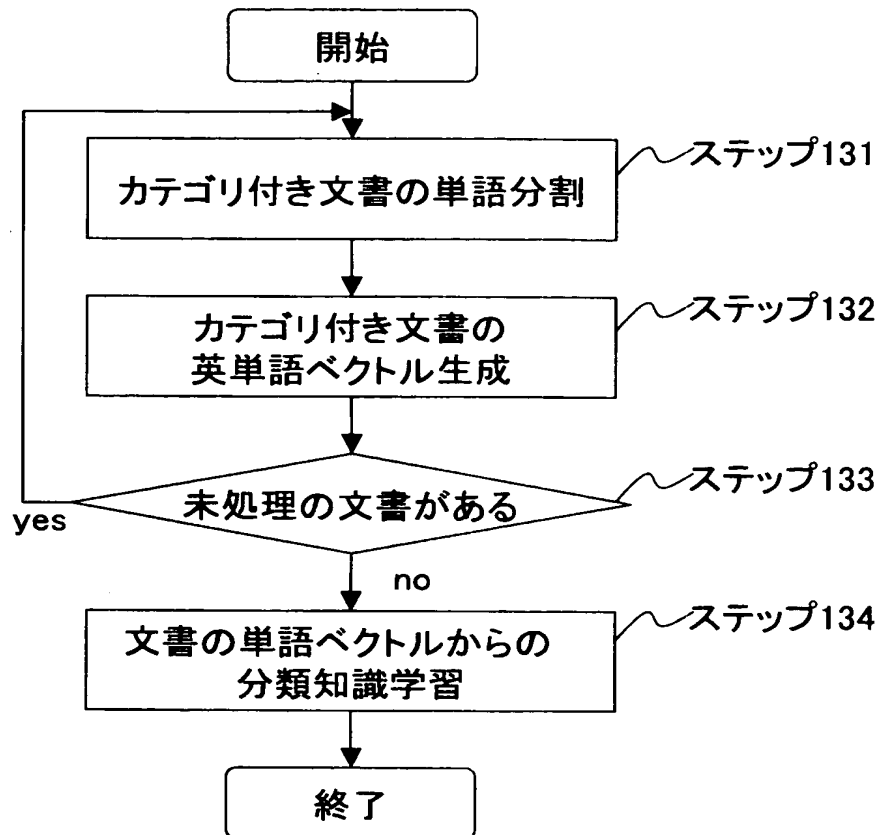 開始
カテゴリ付き文書の単語分割
ステップ131
カテゴリ付き文書の
英単語ベクトル生成
ステップ132
未処理の文書がある
ステップ133
yes
no
文書の単語ベクトルからの
分類知識学習
ステップ134
終了